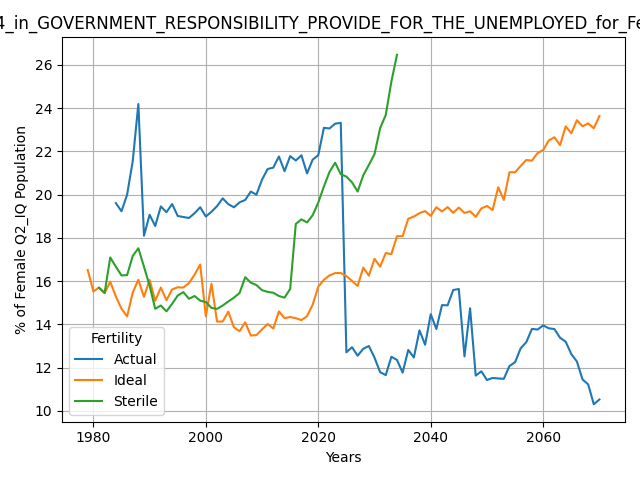 4_in_GOVERNMENT_RESPONSIBILITY_PROVIDE_FOR_THE_UNEMPLOYED_for_Fe
26
24
22
20
18
16
14
12
10
% of Female Q2_IQ Population
Fertility
Actual
Ideal
Sterile
1980
2000
2020
2040
2060
Years